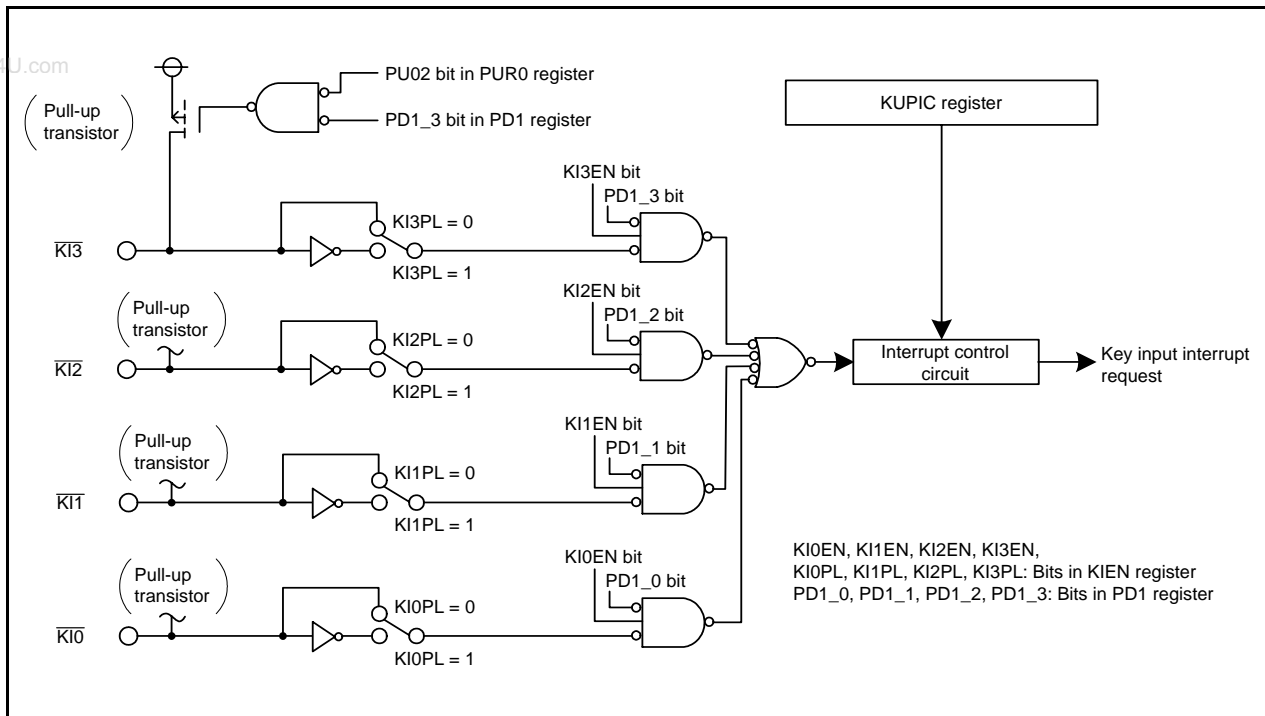 4U.com
PU02 bit in PUR0 register
KUPIC register
Pull-up
transistor
PD1_3 bit in PD1 register
KI3EN bit
PD1_3 bit
KI3PL = 0
KI3
KI3PL = 1
KI2EN bit
Pull-up
transistor
PD1_2 bit
KI2PL = 0
KI2
KI2PL = 1
Interrupt control
circuit
Key input interrupt
request
KI1EN bit
Pull-up
transistor
PD1_1 bit
KI1PL = 0
KI1
KI1PL = 1
KI0EN bit
Pull-up
transistor
PD1_0 bit
KI0PL = 0
KI0
KI0PL = 1
KI0EN, KI1EN, KI2EN, KI3EN,
KI0PL, KI1PL, KI2PL, KI3PL: Bits in KIEN register
PD1_0, PD1_1, PD1_2, PD1_3: Bits in PD1 register